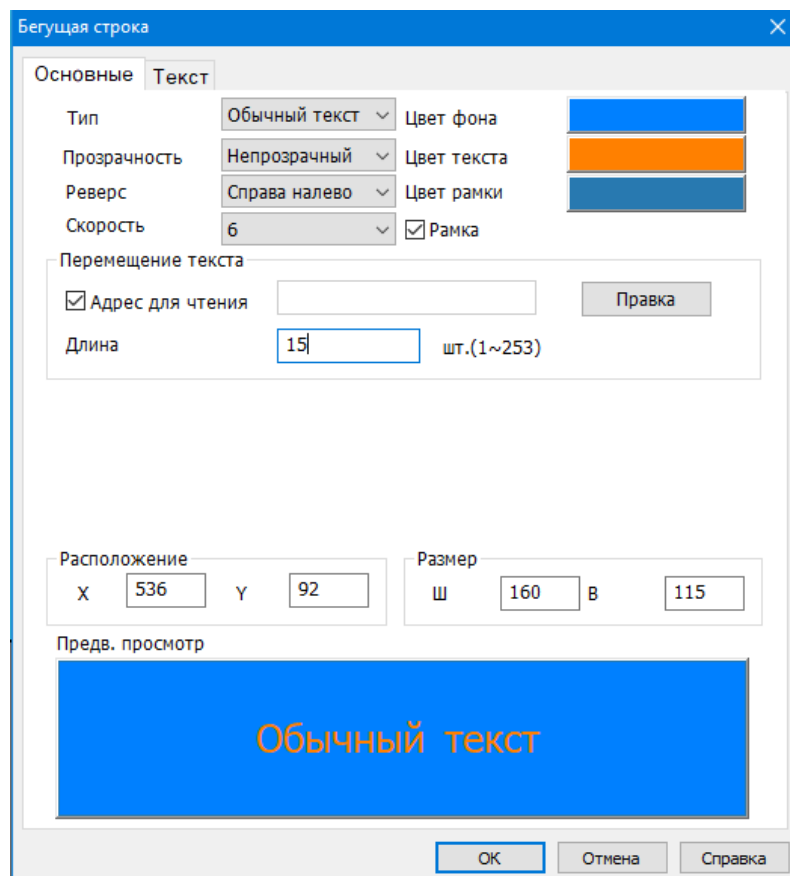 Бегущая строка
Основные Текст
Тип Обычный текст Цвет фона
Прозрачность Непрозрачный Цвет текста
Реверс Справа налево Цвет рамки
Скорость 6 Рамка
Перемещение текста
Адрес для чтения Правка
Длина 15 шт.(1~253)
Расположение Размер
X 536 Y 92 Ш 160 В 115
Предв. просмотр
Обычный текст
ОК Отмена Справка